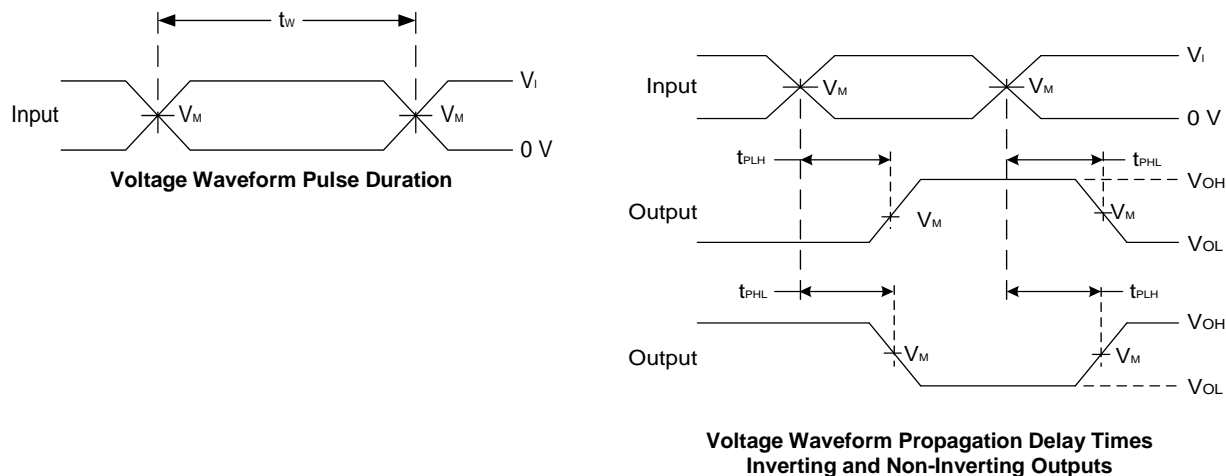 tW
VI
Input
VM
VM
0 V
Voltage Waveform Pulse Duration
VI
Input
VM
VM
0 V
tPLH
tPHL
VOH
Output
VM
VM
VOL
tPHL
tPLH
VOH
Output
VM
VM
VOL
Voltage Waveform Propagation Delay Times
Inverting and Non-Inverting Outputs